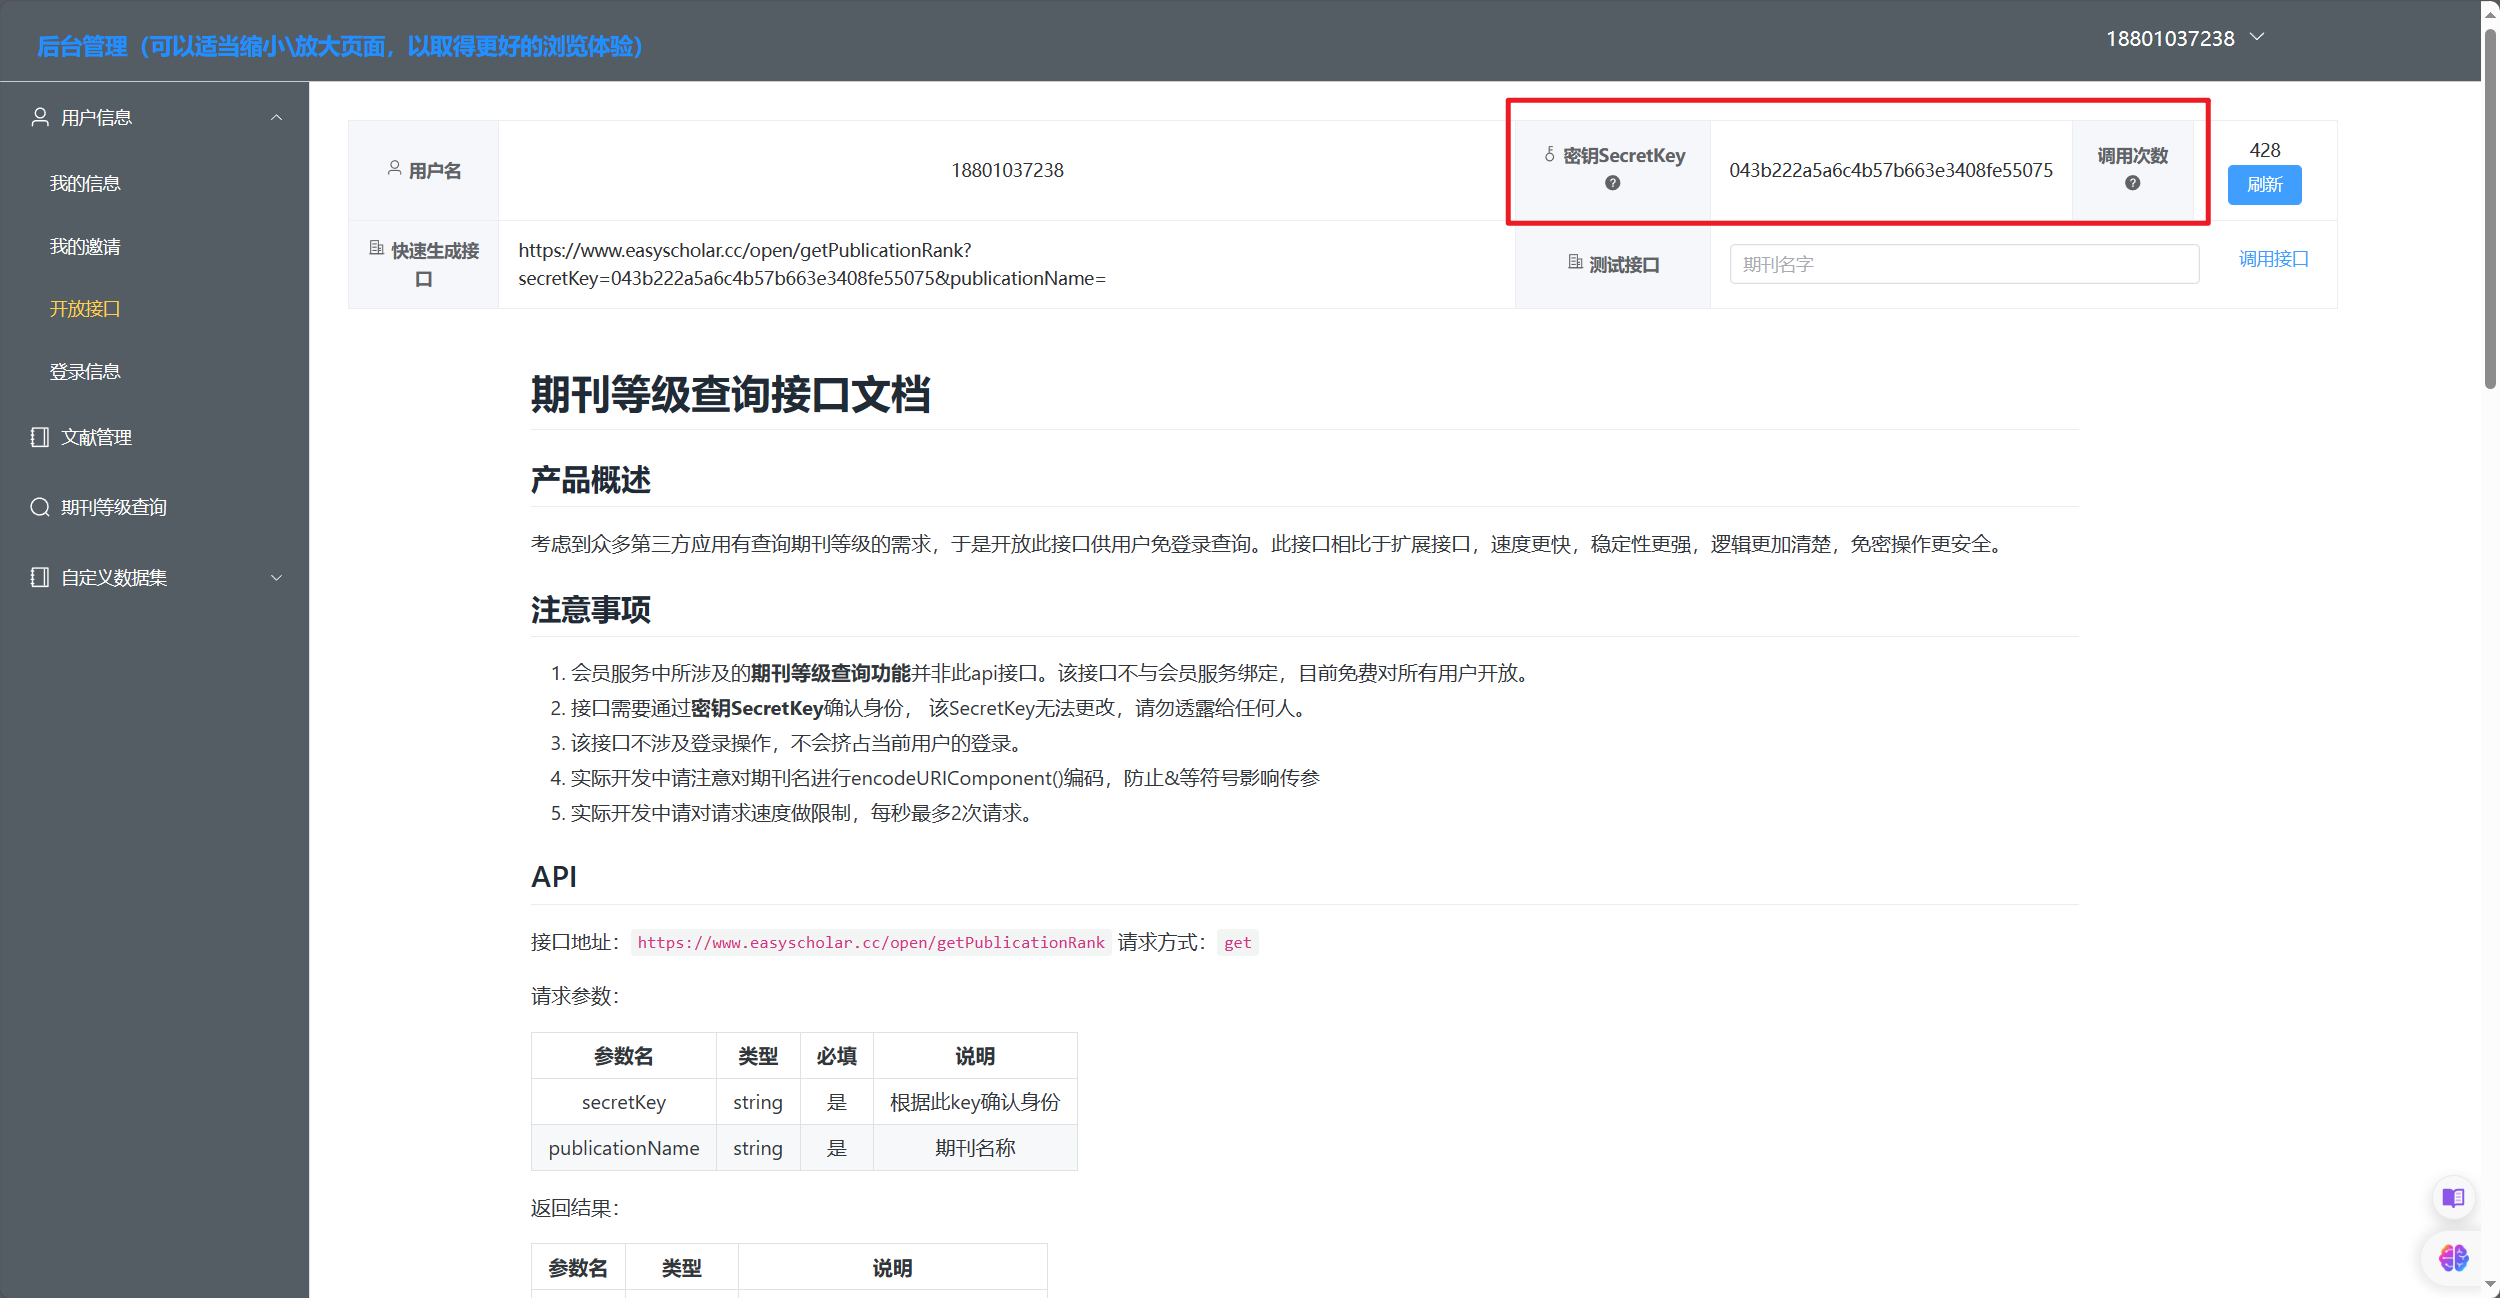 后台管理（可以适当缩小\放大页面，以取得更好的浏览体验）
18801037238
用户信息
我的信息
我的邀请
开放接口
登录信息
文献管理
期刊等级查询
自定义数据集
用户名
18801037238
密钥SecretKey
043b222a5a6c4b57b663e3408fe55075
调用次数
428
刷新
快速生成接
口
https://www.easyscholar.cc/open/getPublicationRank?
secretKey=043b222a5a6c4b57b663e3408fe55075&publicationName=
测试接口
期刊名字
调用接口
期刊等级查询接口文档
产品概述
考虑到众多第三方应用有查询期刊等级的需求，于是开放此接口供用户免登录查询。此接口相比于扩展接口，速度更快，稳定性更强，逻辑更加清楚，免密操作更安全。
注意事项
1. 会员服务中所涉及的期刊等级查询功能并非此api接口。该接口不与会员服务绑定，目前免费对所有用户开放。
2. 接口需要通过密钥SecretKey确认身份， 该SecretKey无法更改，请勿透露给任何人。
3. 该接口不涉及登录操作，不会挤占当前用户的登录。
4. 实际开发中请注意对期刊名进行encodeURIComponent()编码，防止&等符号影响传参
5. 实际开发中请对请求速度做限制，每秒最多2次请求。
API
接口地址：https://www.easyscholar.cc/open/getPublicationRank 请求方式：get
请求参数：
参数名 类型 必填 说明
secretKey string 是 根据此key确认身份
publicationName string 是 期刊名称
返回结果：
参数名 类型 说明